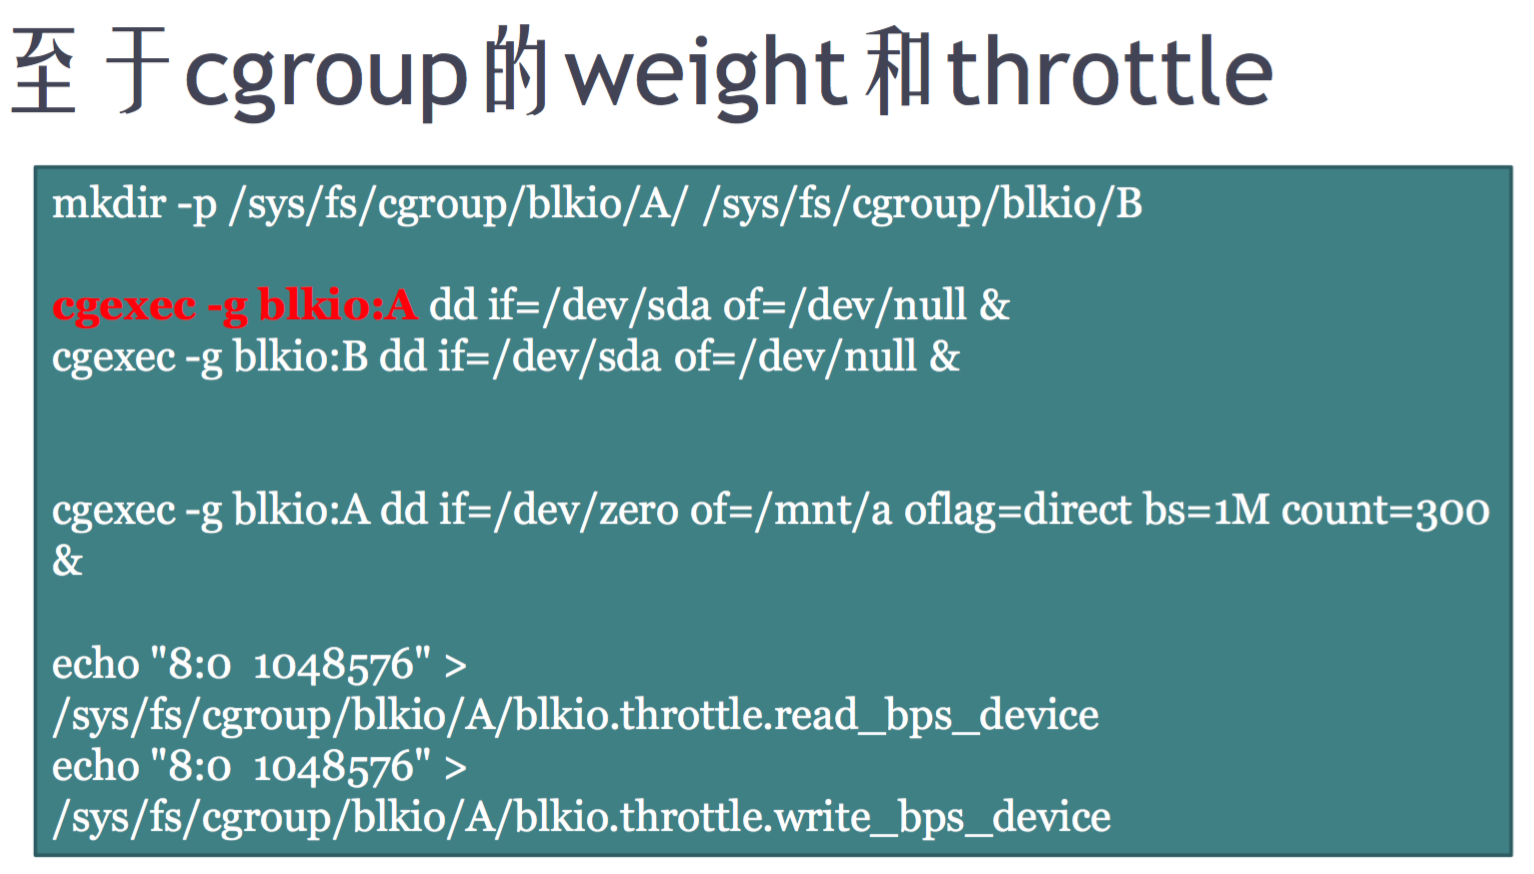 至于cgroup的weight和throttle
mkdir -p /sys/fs/cgroup/blkio/A/ /sys/fs/cgroup/blkio/B
cgexec -g blkio:A dd if=/dev/sda of=/dev/null &
cgexec -g blkio:B dd if=/dev/sda of=/dev/null &
cgexec -g blkio:A dd if=/dev/zero of=/mnt/a oflag=direct bs=1M count=300
&
echo "8:0  1048576" >
/sys/fs/cgroup/blkio/A/blkio.throttle.read_bps_device
echo "8:0  1048576" >
/sys/fs/cgroup/blkio/A/blkio.throttle.write_bps_device